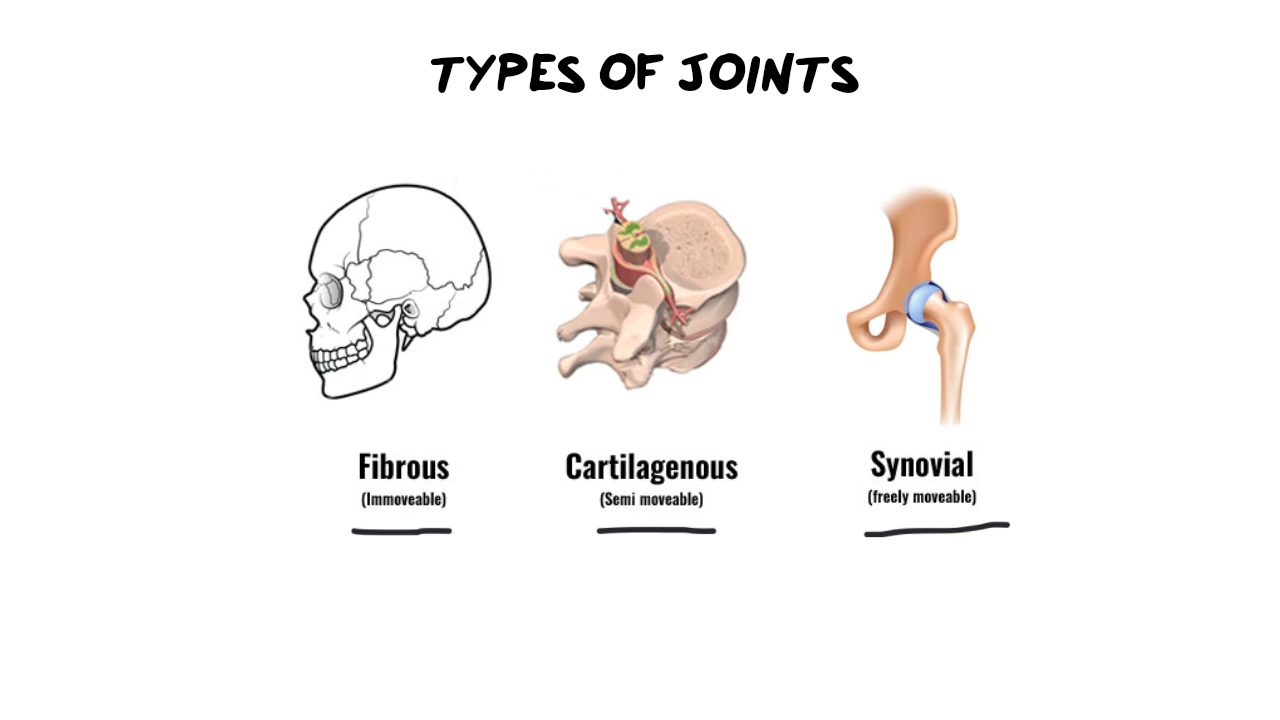 TYPES OF JOINTS
Fibrous
(Immoveable)
Cartilagenous
(Semi moveable)
Synovial
(freely moveable)